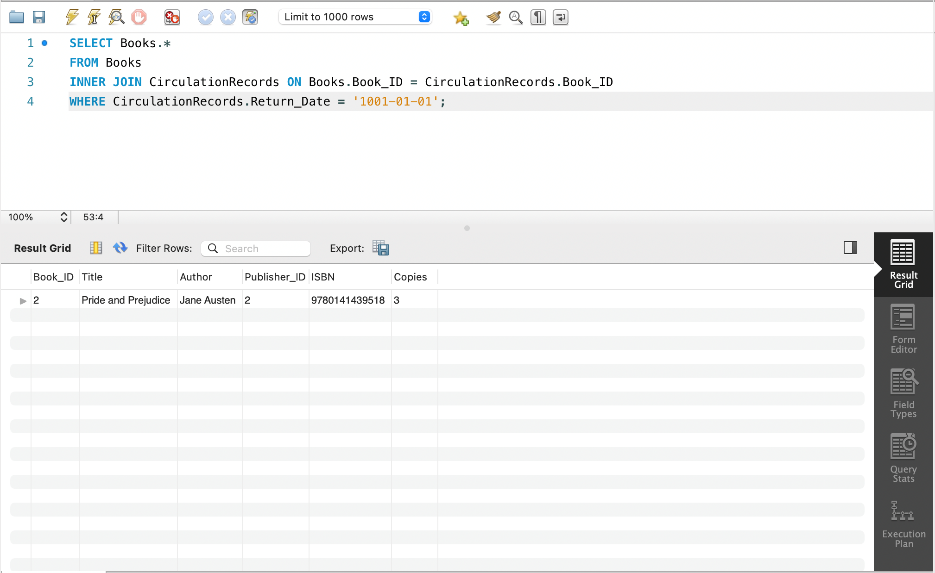 Limit to 1000 rows
1 SELECT Books.*
2 FROM Books
3 INNER JOIN CirculationRecords ON Books.Book_ID = CirculationRecords.Book_ID
4 WHERE CirculationRecords.Return_Date = '1001-01-01';
100% 53:4
Result Grid Filter Rows: Search Export:
Book_ID Title Author Publisher_ID ISBN Copies
2 Pride and Prejudice Jane Austen 2 9780141439518 3
Result
Grid
Form
Editor
Field
Types
Query
Stats
Execution
Plan